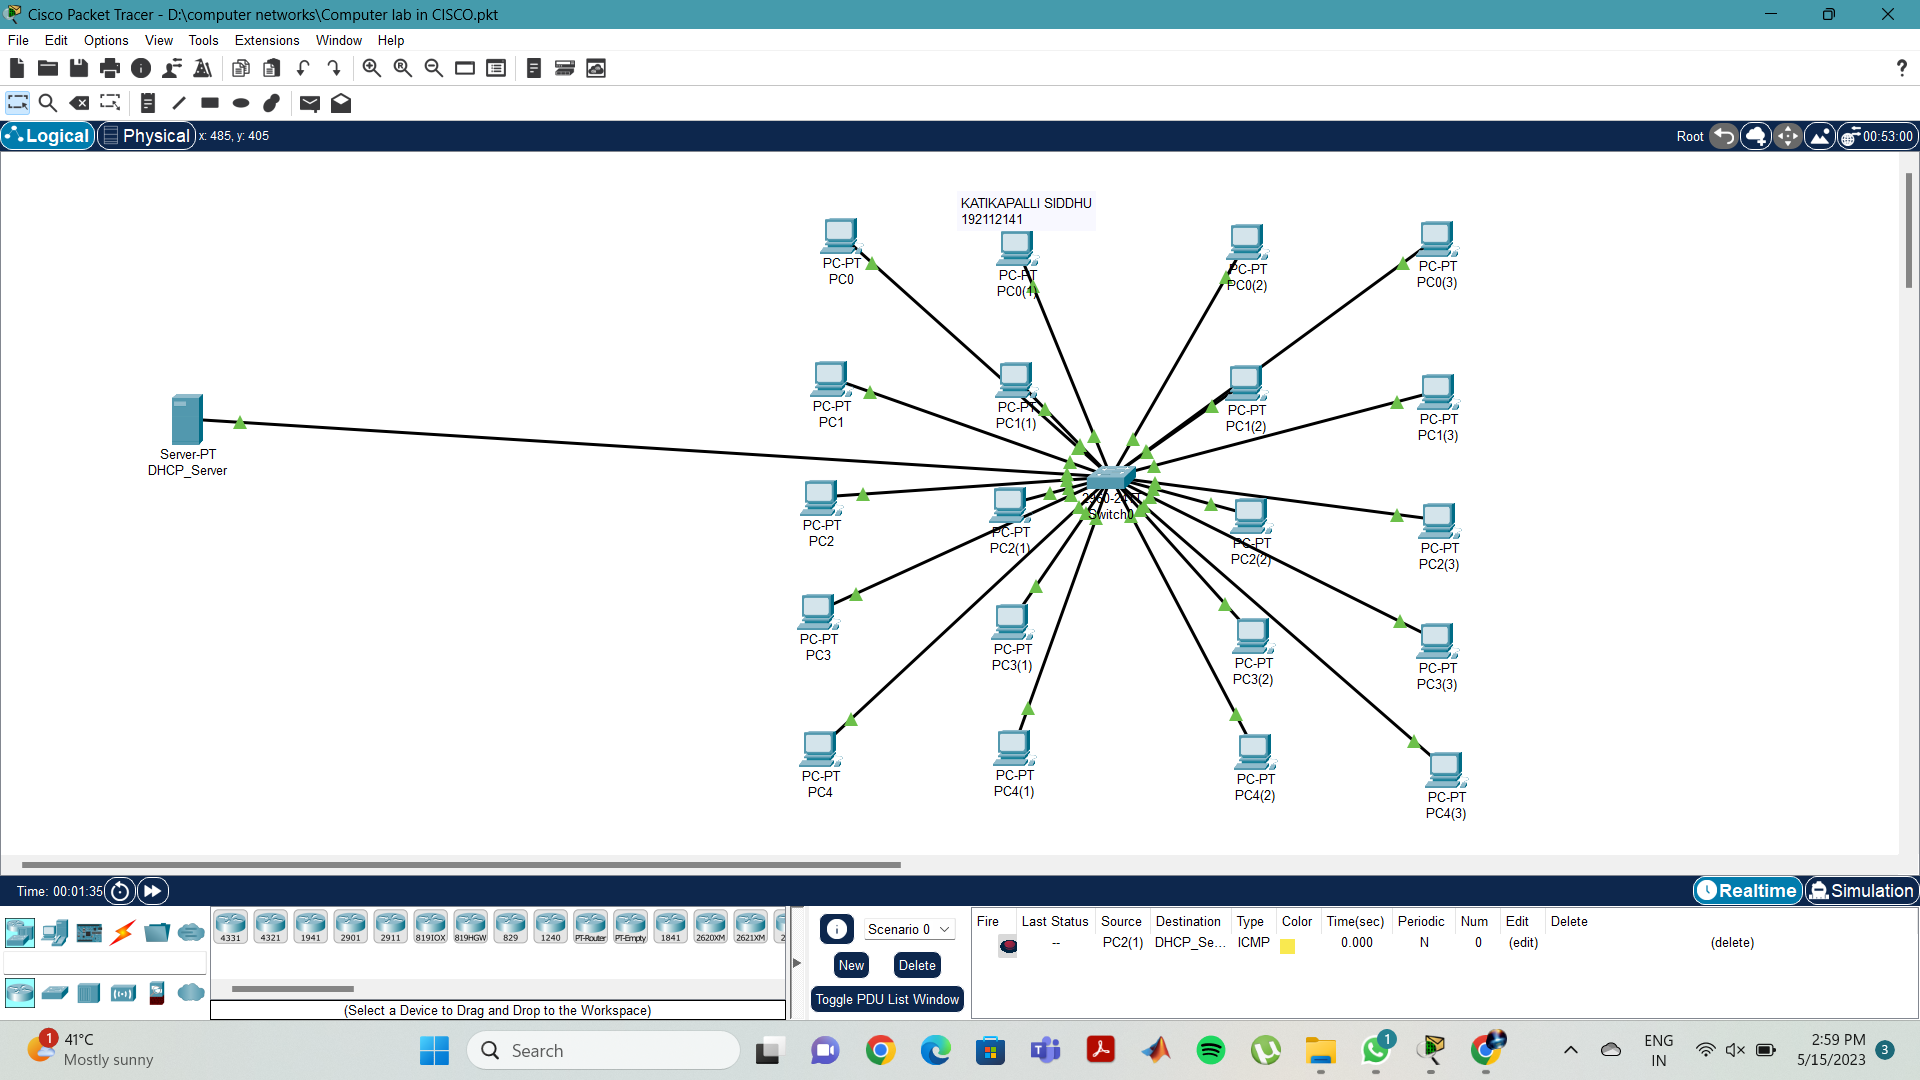 Cisco Packet Tracer - D:\computer networks\Computer lab in CISCO.pkt
File Edit Options View Tools Extensions Window Help
?
Logical Physical x: 485, y: 405 Root 00:53:00
KATIKAPALLI SIDDHU
192112141
PC-PT
PC0
PC-PT
PC0(1)
PC-PT
PC0(2)
PC-PT
PC0(3)
PC-PT
PC1
PC-PT
PC1(1)
PC-PT
PC1(2)
PC-PT
PC1(3)
Server-PT
DHCP_Server
Switch0
PC-PT
PC2
PC-PT
PC2(1)
PC-PT
PC2(2)
PC-PT
PC2(3)
PC-PT
PC3
PC-PT
PC3(1)
PC-PT
PC3(2)
PC-PT
PC3(3)
PC-PT
PC4
PC-PT
PC4(1)
PC-PT
PC4(2)
PC-PT
PC4(3)
Time: 00:01:35 Realtime Simulation
4331 4321 1941 2901 2911 819IOX 819HGW 829 1240 PT-Router PT-Empty 1841 2620XM 2621XM 2
(Select a Device to Drag and Drop to the Workspace)
Scenario 0
New Delete
Toggle PDU List Window
Fire Last Status Source Destination Type Color Time(sec) Periodic Num Edit Delete
-- PC2(1) DHCP_Se... ICMP 0.000 N 0 (edit) (delete)
1
41°C
Mostly sunny
Search
1
ENG
IN
2:59 PM
5/15/2023
3